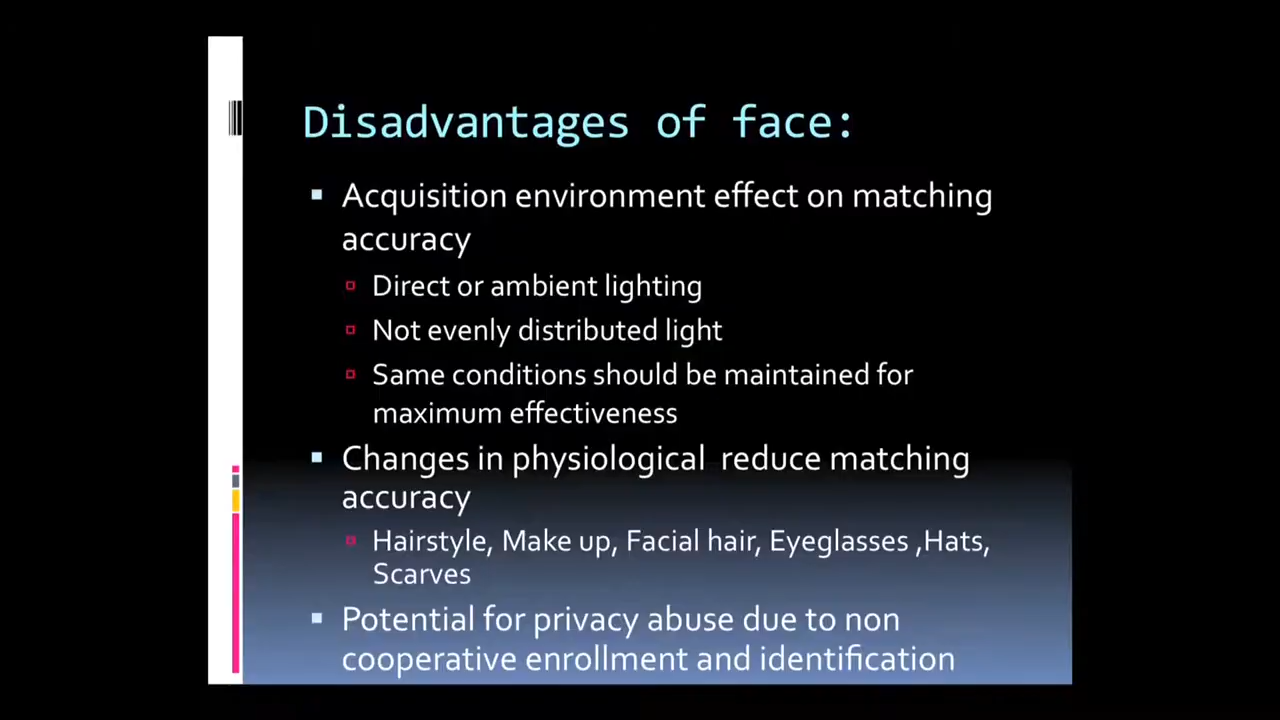 Disadvantages of face:
Acquisition environment effect on matching
accuracy
Direct or ambient lighting
Not evenly distributed light
Same conditions should be maintained for
maximum effectiveness
Changes in physiological  reduce matching
accuracy
Hairstyle, Make up, Facial hair, Eyeglasses ,Hats,
Scarves
Potential for privacy abuse due to non
cooperative enrollment and identification